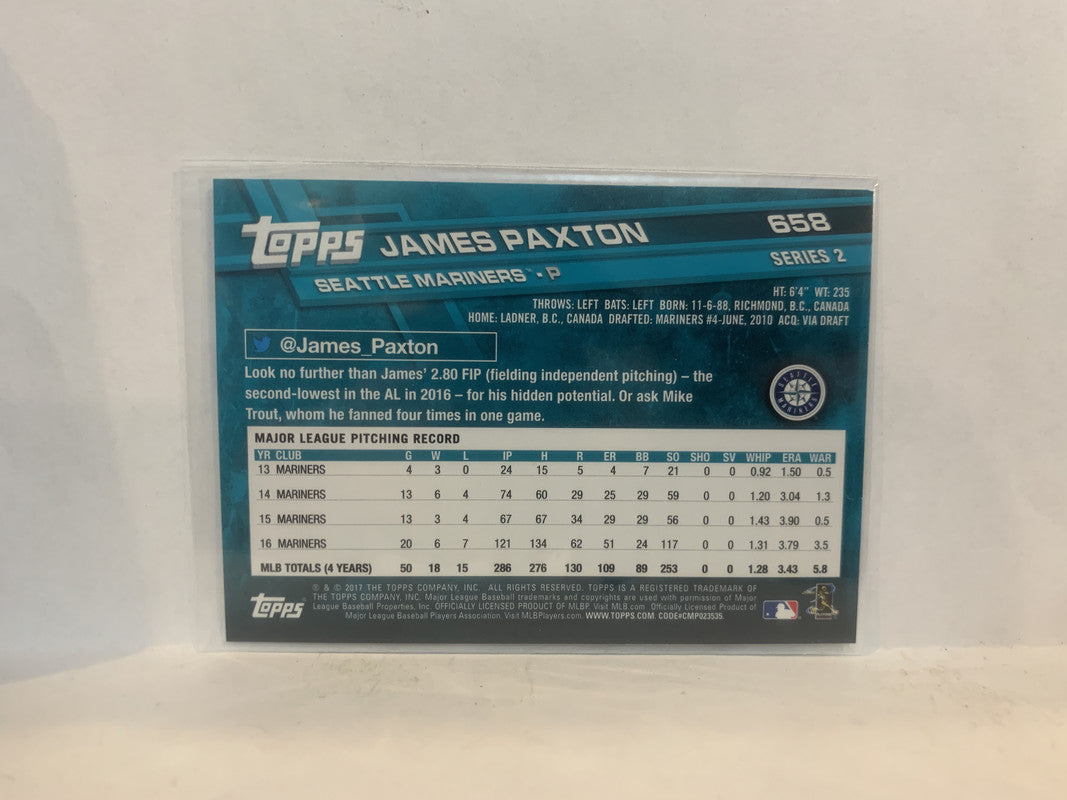 topps JAMES PAXTON 658
SEATTLE MARINERS™ - P SERIES 2
HT: 6'4" WT: 235
THROWS: LEFT BATS: LEFT BORN: 11-6-88, RICHMOND, B.C., CANADA
HOME: LADNER, B.C., CANADA DRAFTED: MARINERS #4-JUNE, 2010 ACQ: VIA DRAFT
@James_Paxton
Look no further than James' 2.80 FIP (fielding independent pitching) – the
second-lowest in the AL in 2016 – for his hidden potential. Or ask Mike
Trout, whom he fanned four times in one game.
SEATTLE MARINERS
MAJOR LEAGUE PITCHING RECORD
YR CLUB G W L IP H R ER BB SO SHO SV WHIP ERA WAR
13 MARINERS 4 3 0 24 15 5 4 7 21 0 0 0.92 1.50 0.5
14 MARINERS 13 6 4 74 60 29 25 29 59 0 0 1.20 3.04 1.3
15 MARINERS 13 3 4 67 67 34 29 29 56 0 0 1.43 3.90 0.5
16 MARINERS 20 6 7 121 134 62 51 24 117 0 0 1.31 3.79 3.5
MLB TOTALS (4 YEARS) 50 18 15 286 276 130 109 89 253 0 0 1.28 3.43 5.8
® & © 2017 THE TOPPS COMPANY, INC. ALL RIGHTS RESERVED. TOPPS IS A REGISTERED TRADEMARK OF
THE TOPPS COMPANY, INC. Major League Baseball trademarks and copyrights are used with permission of Major
League Baseball Properties, Inc. OFFICIALLY LICENSED PRODUCT OF MLBP. Visit MLB.com. Officially Licensed Product of
Major League Baseball Players Association. Visit MLBPlayers.com. WWW.TOPPS.COM. CODE#CMP023535.
topps